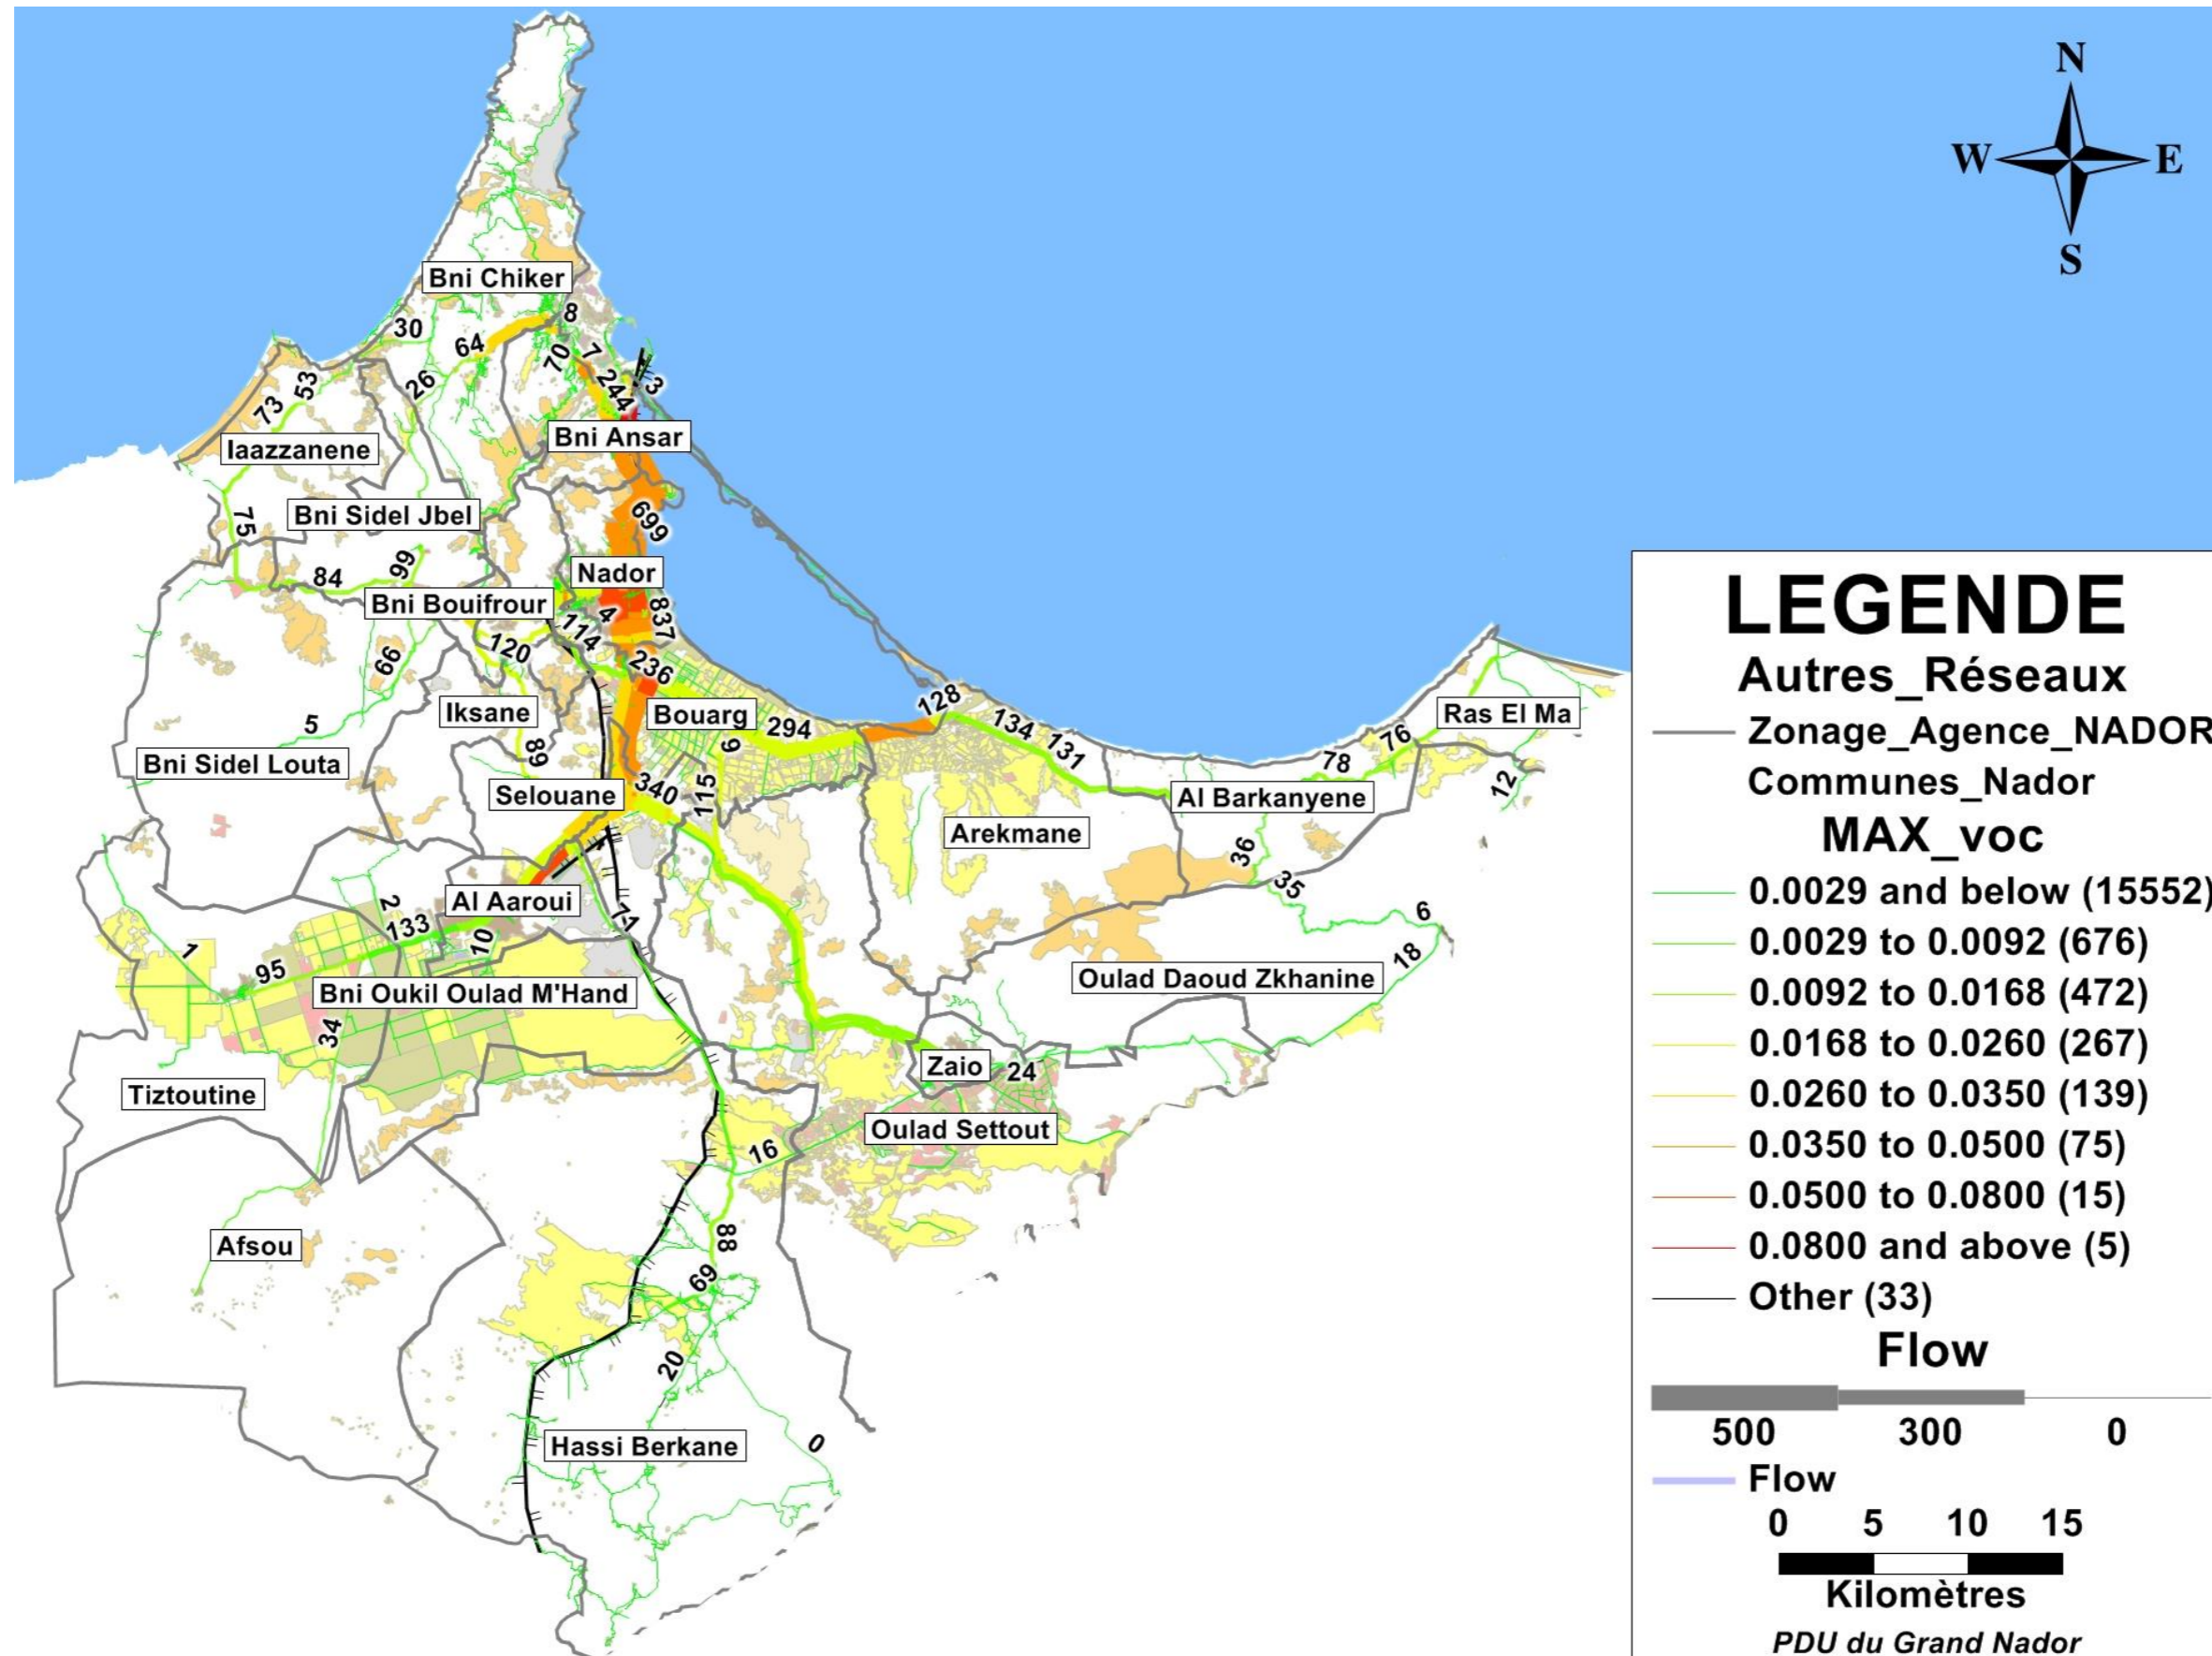 N
W E
S
Bni Chiker
8
30
64
7
70
26
244
3
53
73
Bni Ansar
Iaazzanene
75
Bni Sidel Jbel
699
99
84
Nador
Bni Bouifrour
4
837
114
120
66
236
128
Iksane
Bouarg
294
134
131
Ras El Ma
5
9
76
78
Bni Sidel Louta
89
12
Selouane
340
115
Al Barkanyene
Arekmane
36
35
2
Al Aaroui
133
10
71
6
1
95
18
Bni Oukil Oulad M'Hand
Oulad Daoud Zkhanine
34
Zaio
24
Tiztoutine
Oulad Settout
16
Afsou
88
69
20
Hassi Berkane
0
LEGENDE
Autres_Réseaux
Zonage_Agence_NADOR
Communes_Nador
MAX_voc
0.0029 and below (15552)
0.0029 to 0.0092 (676)
0.0092 to 0.0168 (472)
0.0168 to 0.0260 (267)
0.0260 to 0.0350 (139)
0.0350 to 0.0500 (75)
0.0500 to 0.0800 (15)
0.0800 and above (5)
Other (33)
Flow
500 300 0
Flow
0 5 10 15
Kilomètres
PDU du Grand Nador